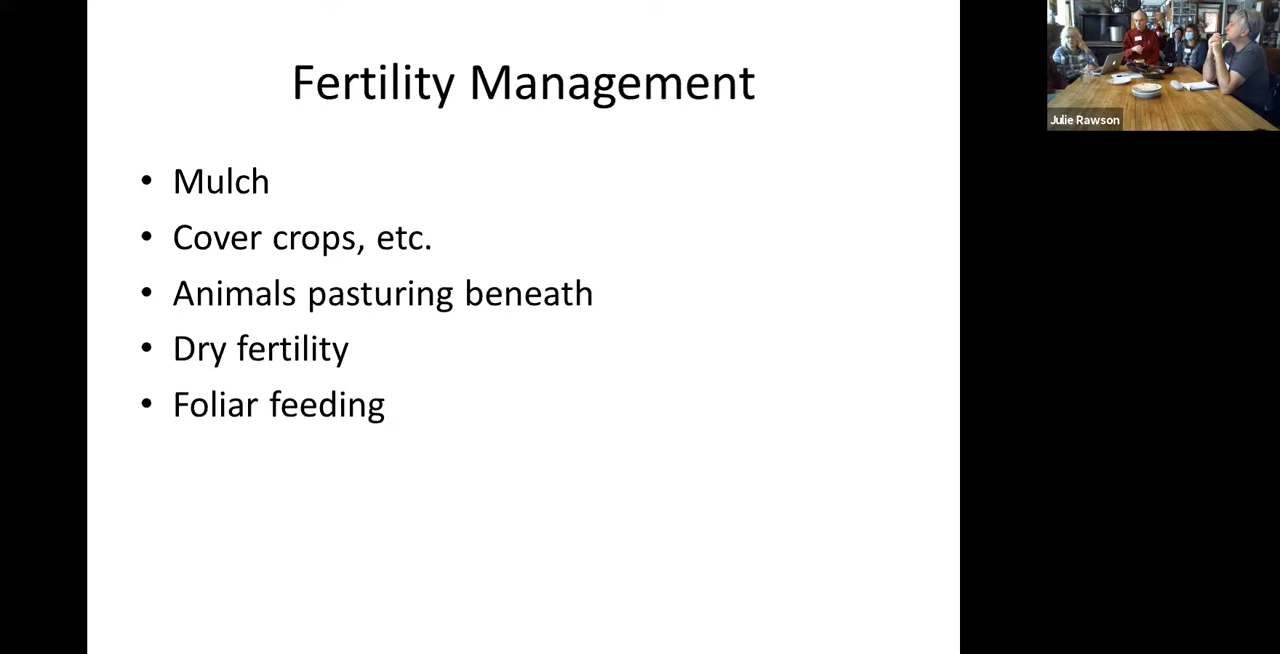 Fertility Management
• Mulch
• Cover crops, etc.
• Animals pasturing beneath
• Dry fertility
• Foliar feeding
Julie Rawson